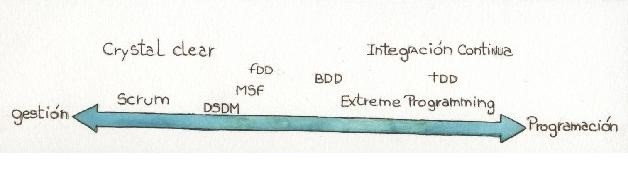 Crystal clear
Integración Continua
fDD
BDD
TDD
MSF
Scrum
Extreme Programming
DSDM
gestión
Programación